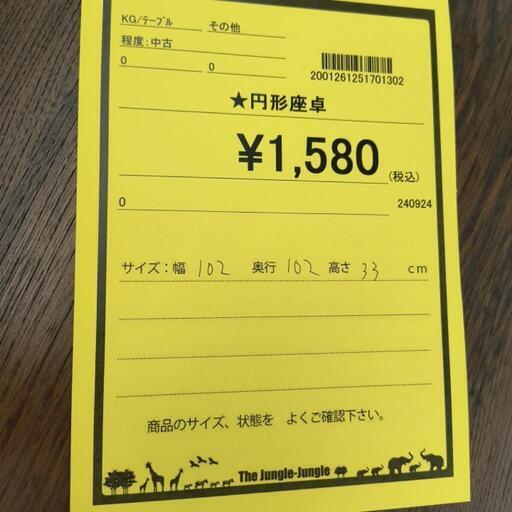 KG/テーブル　その他
程度:中古
0　0
2001261251701302
★円形座卓
¥1,580(税込)
0　240924
サイズ:幅 102 奥行 102 高さ 33 cm
商品のサイズ、状態を　よくご確認下さい。
The Jungle-Jungle